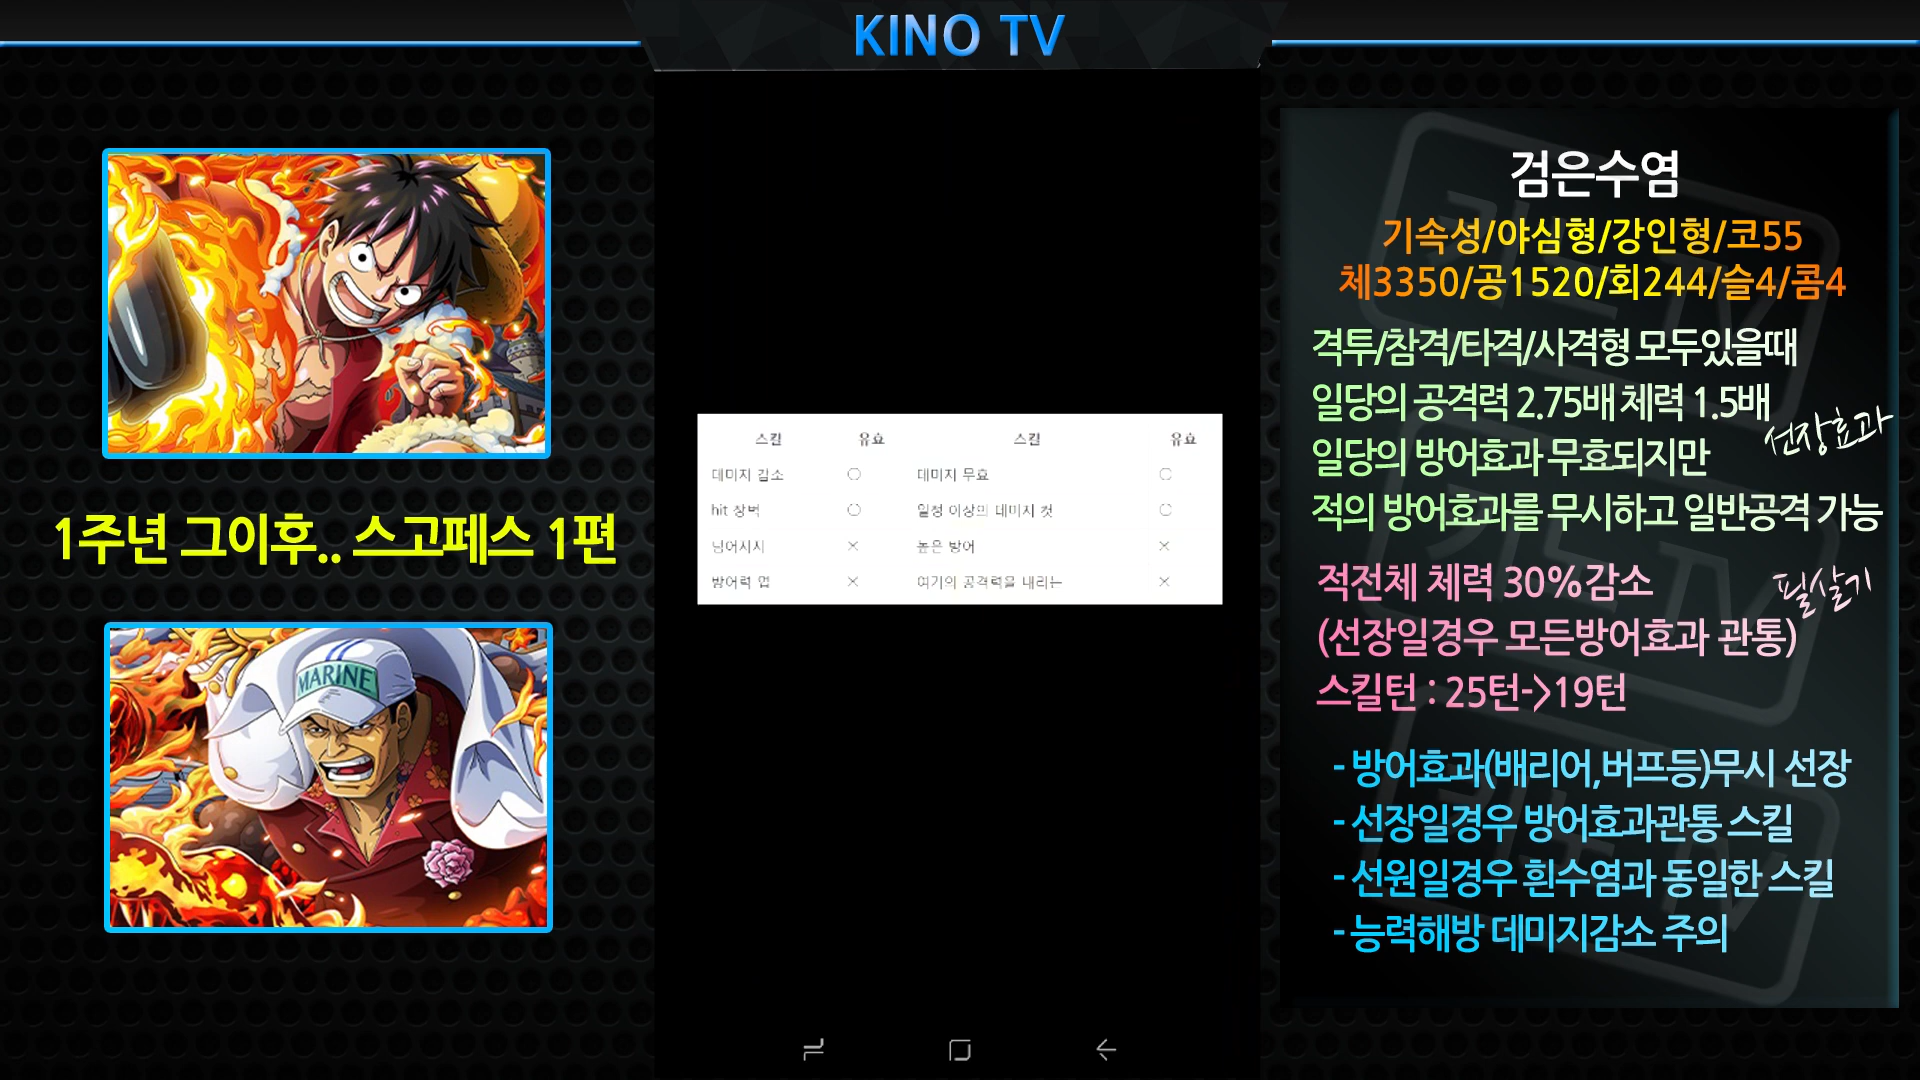 KINO TV
MARINE
1주년 그이후.. 스고페스 1편
스킬 유효 스킬 유효
데미지 감소 ○ 데미지 무효 ○
hit 장벽 ○ 일정 이상의 데미지 컷 ○
× 높은 방어 ×
방어력 업 × 여기의 공격력을 내리는 ×
검은수염
기속성/야심형/강인형/코55
체3350/공1520/회244/슬4/콤4
격투/참격/타격/사격형 모두있을때
일당의 공격력 2.75배 체력 1.5배
선장효과
일당의 방어효과 무효되지만
적의 방어효과를 무시하고 일반공격 가능
적전체 체력 30%감소
필살기
(선장일경우 모든방어효과 관통)
스킬턴 : 25턴->19턴
- 방어효과(배리어,버프등)무시 선장
- 선장일경우 방어효과관통 스킬
- 선원일경우 흰수염과 동일한 스킬
- 능력해방 데미지감소 주의